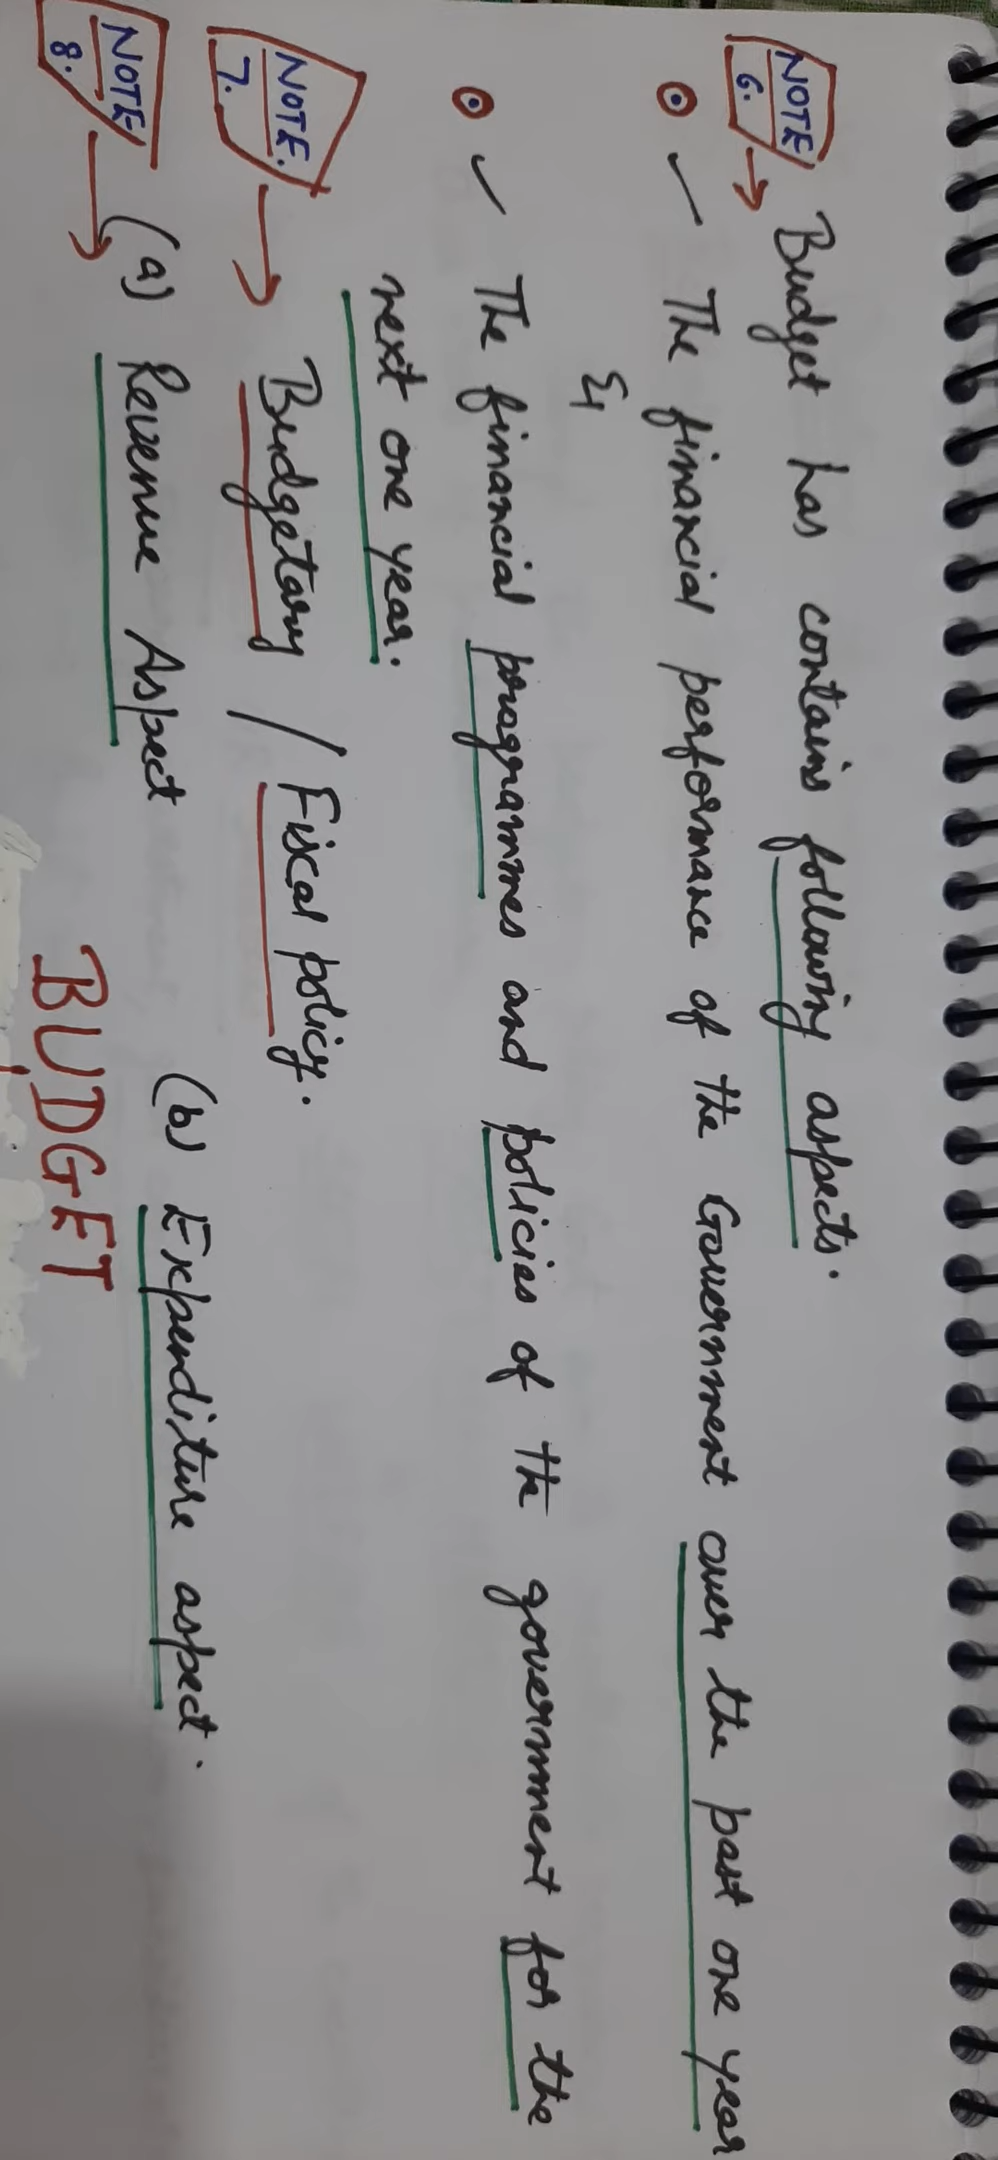 NOTE 6. → Budget has contains following aspects.
✓ The financial performance of the Government over the past one year
&
✓ The financial programmes and policies of the government for the
next one year.
NOTE. 7. → Budgetary / Fiscal policy.
NOTE 8. → (a) Revenue Aspect (b) Expenditure aspect.
BUDGET